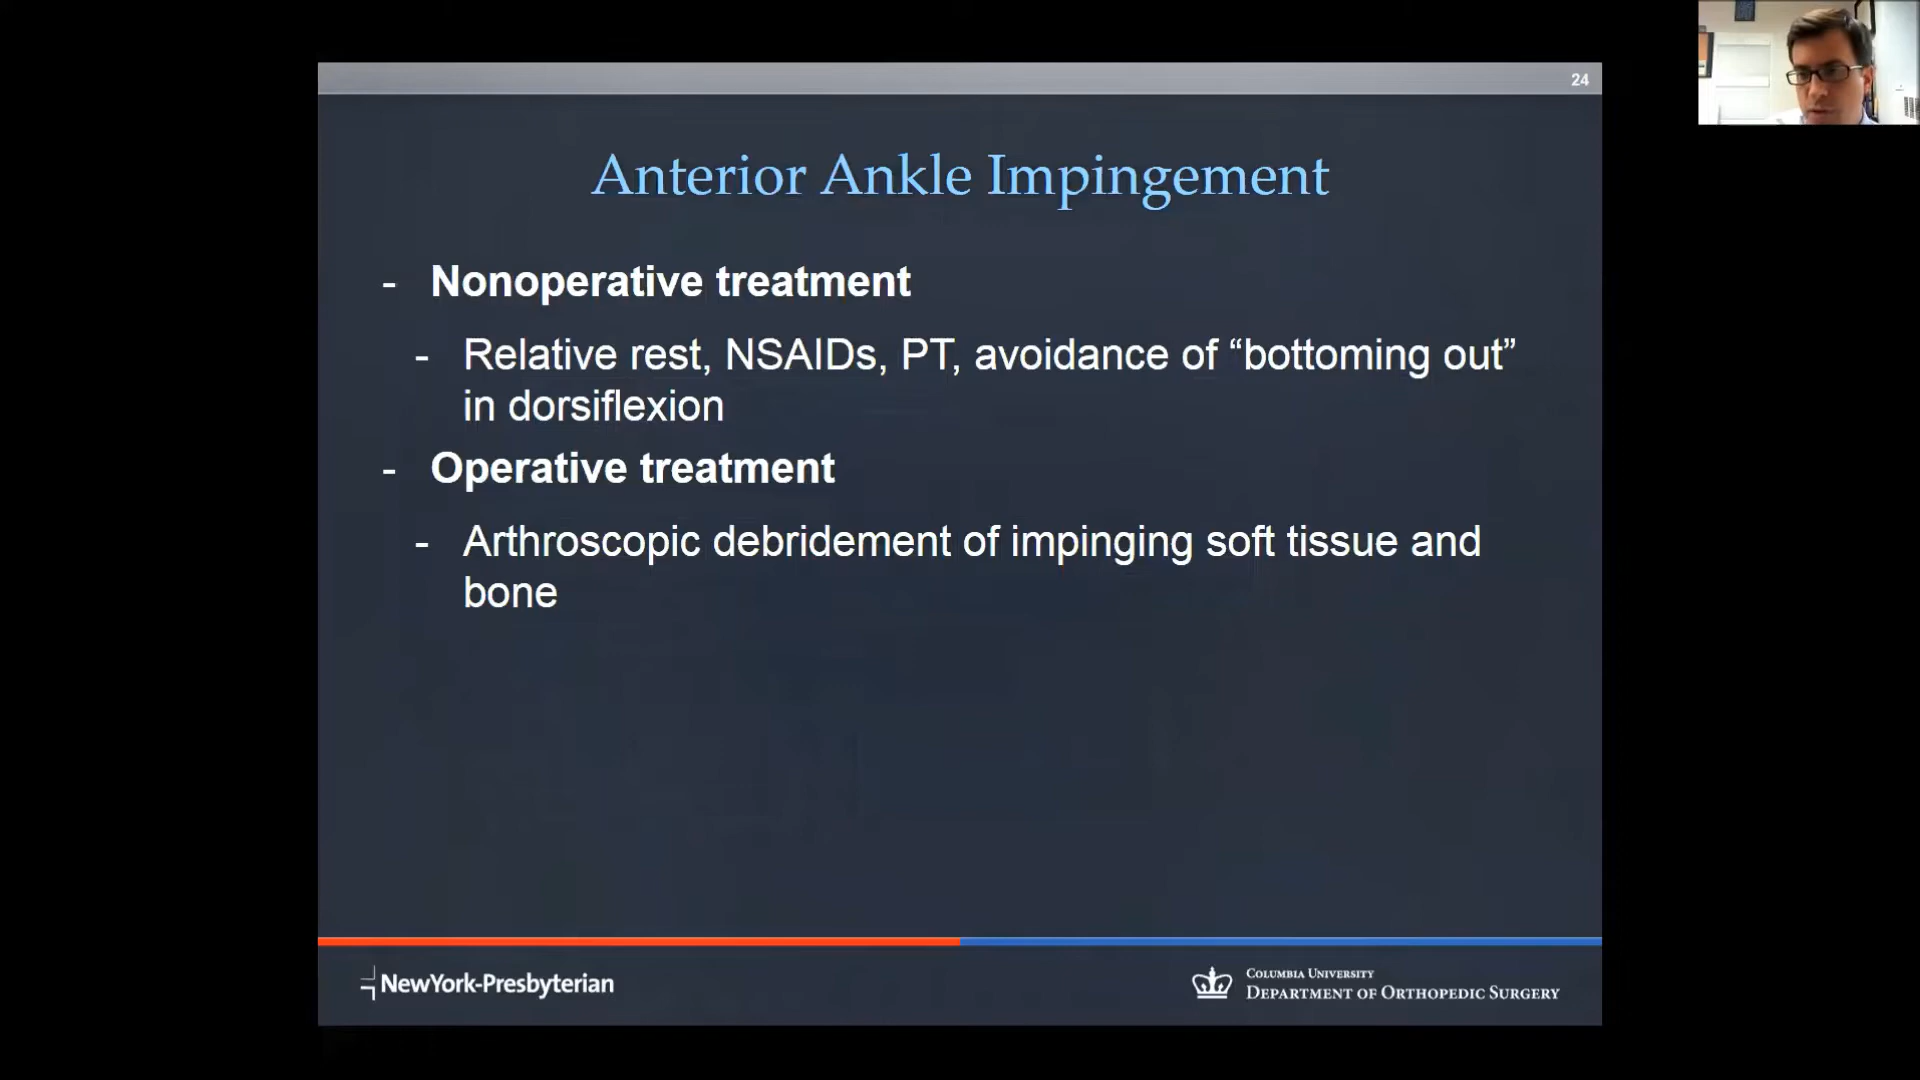 24
Anterior Ankle Impingement
- Nonoperative treatment
- Relative rest, NSAIDs, PT, avoidance of “bottoming out”
in dorsiflexion
- Operative treatment
- Arthroscopic debridement of impinging soft tissue and
bone
NewYork-Presbyterian
COLUMBIA UNIVERSITY
DEPARTMENT OF ORTHOPEDIC SURGERY